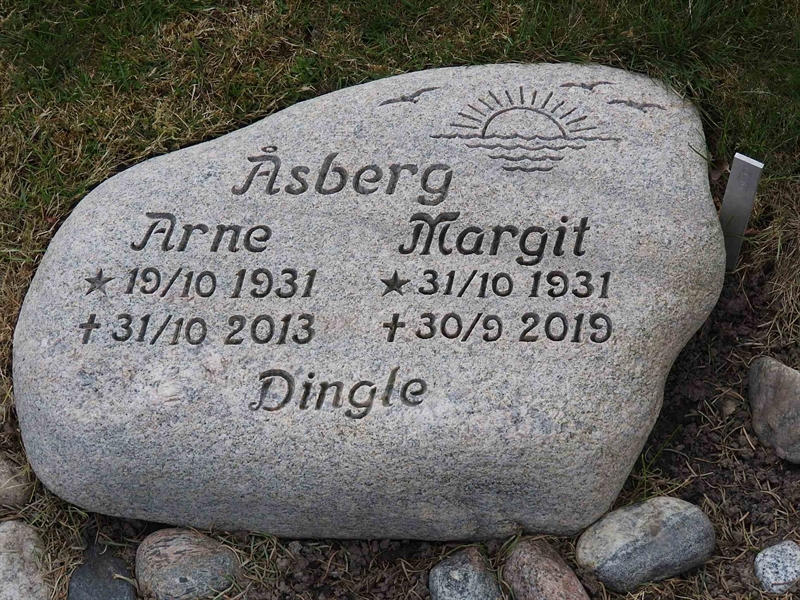 Åsberg
Arne Margit
★ 19/10 1931 ★ 31/10 1931
✝ 31/10 2013 ✝ 30/9 2019
Dingle